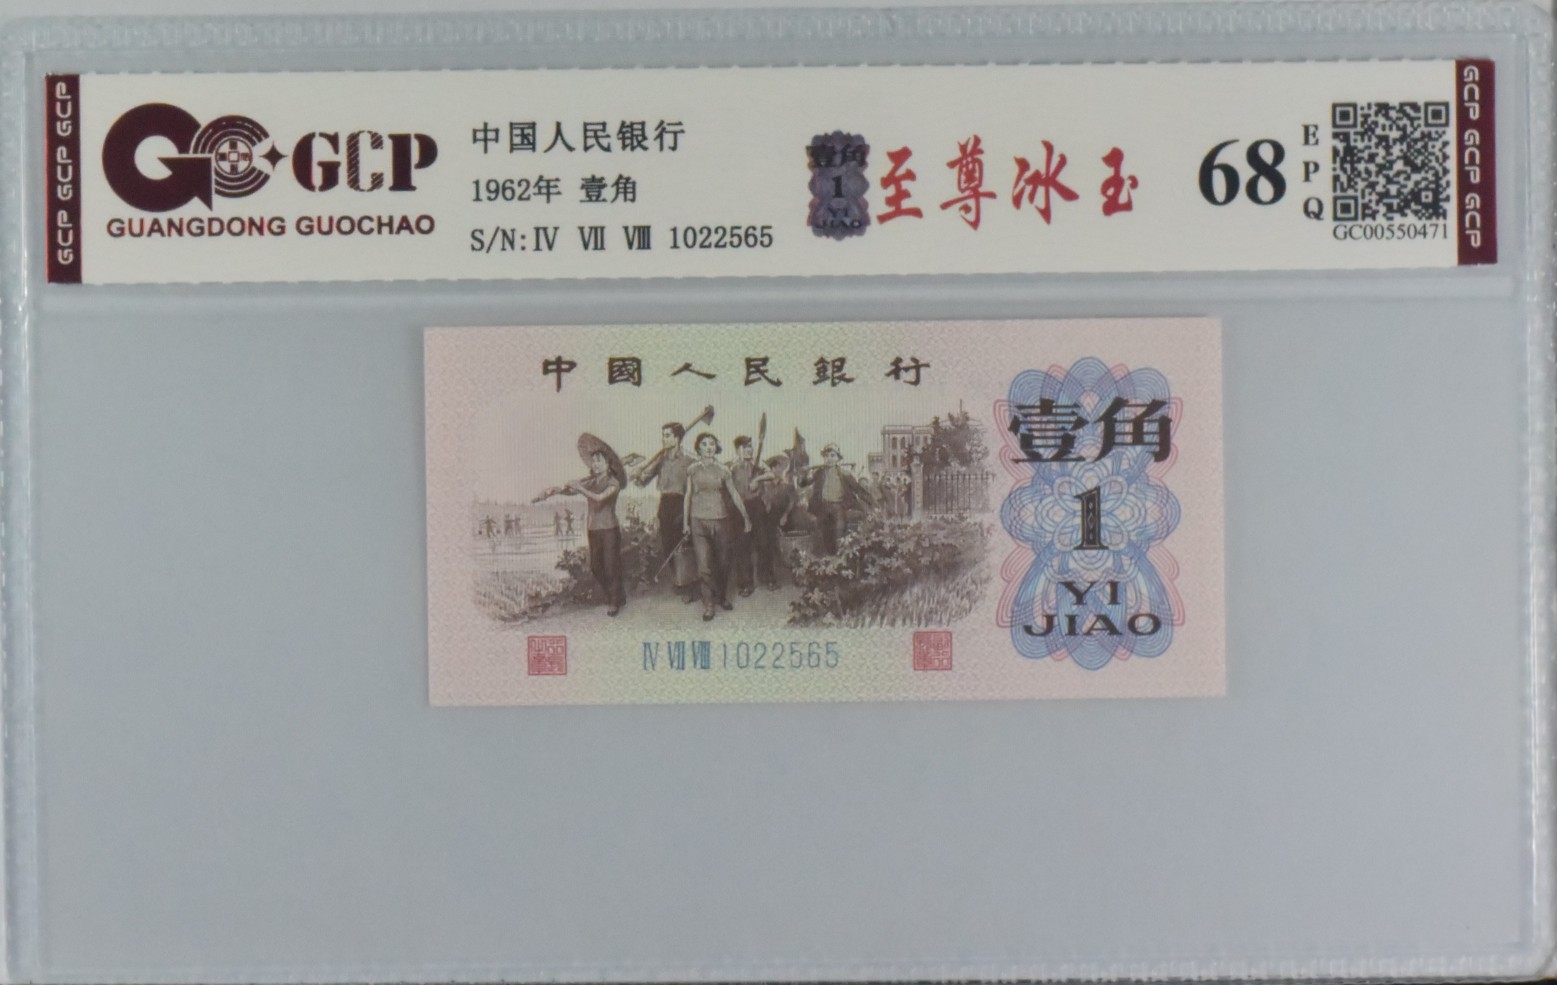 GCP GCP GCP
GCP
GUANGDONG GUOCHAO
中国人民银行
1962年 壹角
S/N:Ⅳ Ⅶ Ⅷ 1022565
壹角
1
YI
JIAO
至尊冰玉
68
EPQ
GC00550471
GCP GCP GCP
中國人民銀行
壹角
1
YI
JIAO
Ⅳ Ⅶ Ⅷ 1022565